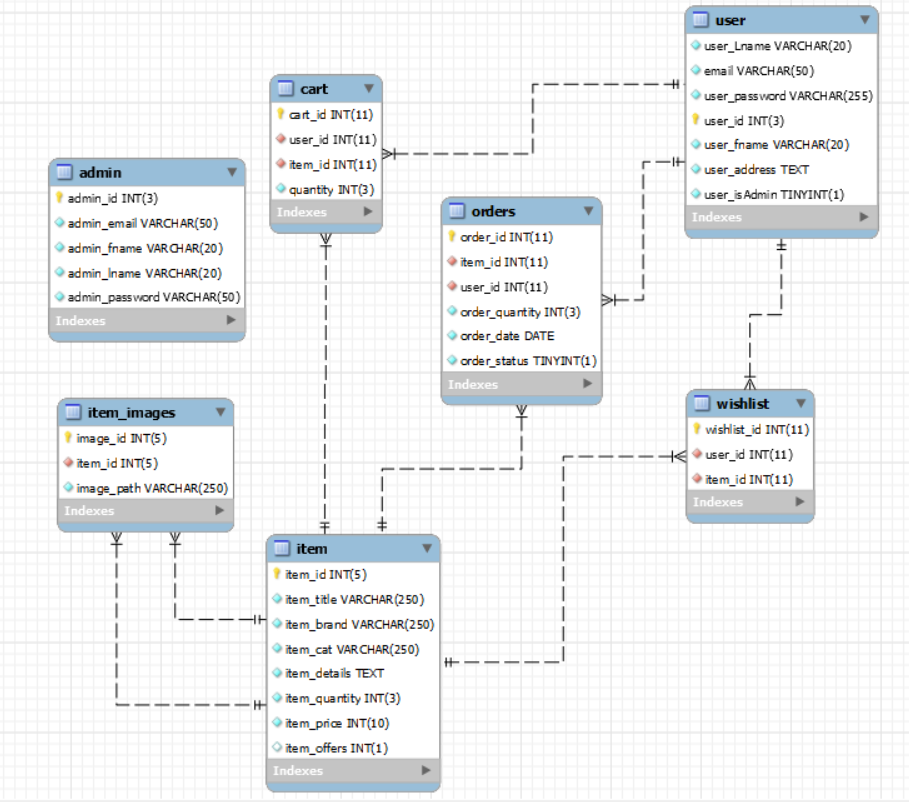 user
user_Lname VARCHAR(20)
email VARCHAR(50)
user_password VARCHAR(255)
user_id INT(3)
user_fname VARCHAR(20)
user_address TEXT
user_isAdmin TINYINT(1)
Indexes
cart
cart_id INT(11)
user_id INT(11)
item_id INT(11)
quantity INT(3)
Indexes
admin
admin_id INT(3)
admin_email VARCHAR(50)
admin_fname VARCHAR(20)
admin_lname VARCHAR(20)
admin_password VARCHAR(50)
Indexes
orders
order_id INT(11)
item_id INT(11)
user_id INT(11)
order_quantity INT(3)
order_date DATE
order_status TINYINT(1)
Indexes
wishlist
wishlist_id INT(11)
user_id INT(11)
item_id INT(11)
Indexes
item_images
image_id INT(5)
item_id INT(5)
image_path VARCHAR(250)
Indexes
item
item_id INT(5)
item_title VARCHAR(250)
item_brand VARCHAR(250)
item_cat VARCHAR(250)
item_details TEXT
item_quantity INT(3)
item_price INT(10)
item_offers INT(1)
Indexes